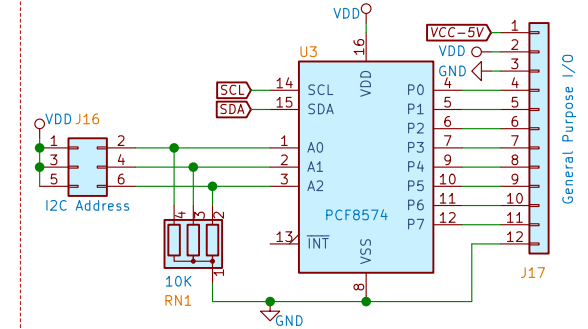 VDD
16
U3
VDD
VCC-5V
1
VDD
2
GND
3
SCL
14
SCL
P0
4
4
SDA
15
SDA
P1
5
5
P2
6
6
VDD
J16
1
2
1
A0
P3
7
7
3
4
2
A1
P4
9
8
5
6
3
A2
P5
10
9
I2C Address
P6
11
10
PCF8574
P7
12
11
4
3
2
13
INT
VSS
12
1
10K
RN1
8
GND
J17
General Purpose I/O